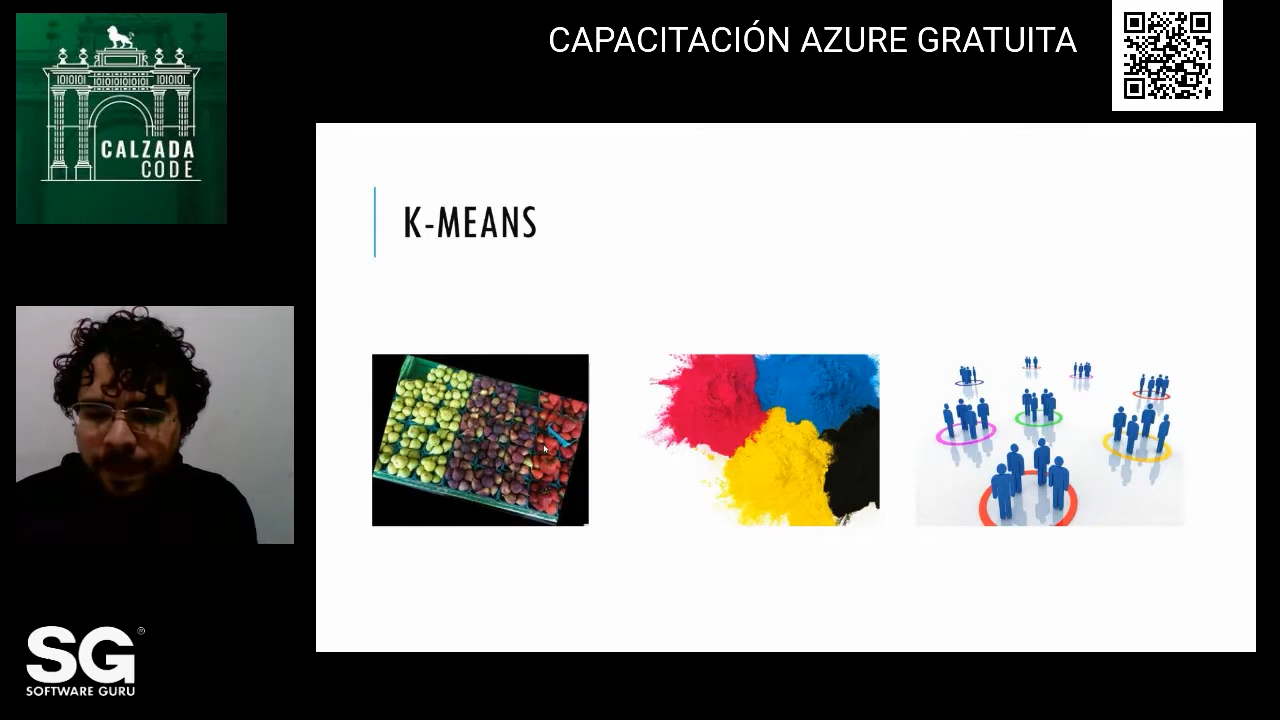 CAPACITACIÓN AZURE GRATUITA
CALZADA
CODE
K-MEANS
SG®
SOFTWARE GURU